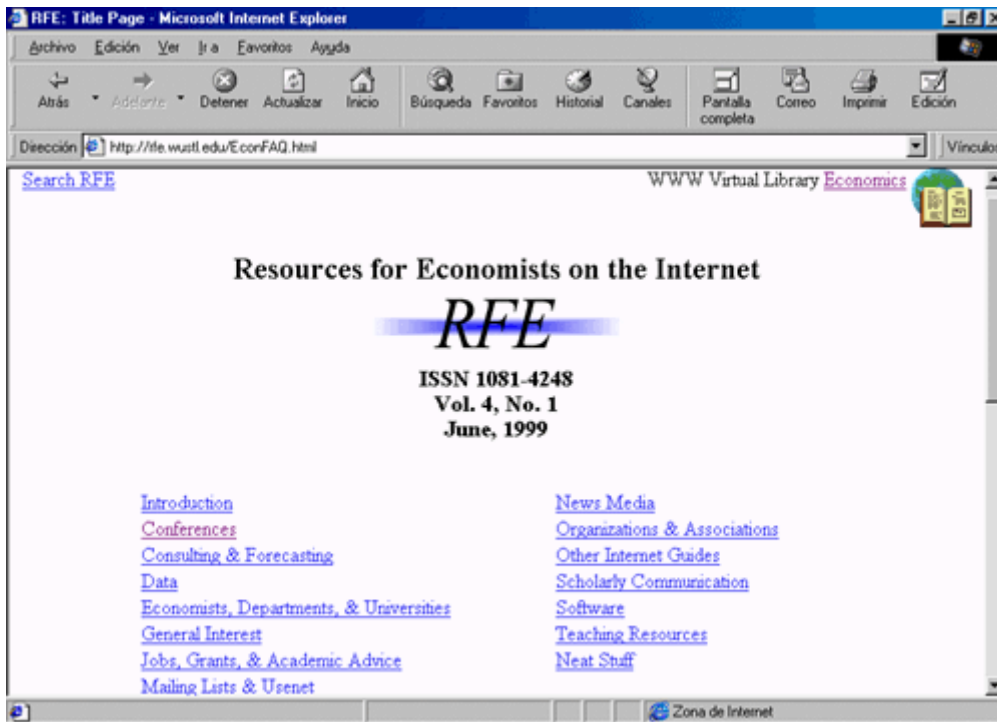 RFE: Title Page - Microsoft Internet Explorer
Archivo Edición Ver Ir a Favoritos Ayuda
Atrás Adelante Detener Actualizar Inicio Búsqueda Favoritos Historial Canales Pantalla completa Correo Imprimir Edición
Dirección http://rfe.wustl.edu/EconFAQ.html Vínculos
Search RFE WWW Virtual Library Economics
Resources for Economists on the Internet
RFE
ISSN 1081-4248
Vol. 4, No. 1
June, 1999
Introduction News Media
Conferences Organizations & Associations
Consulting & Forecasting Other Internet Guides
Data Scholarly Communication
Economists, Departments, & Universities Software
General Interest Teaching Resources
Jobs, Grants, & Academic Advice Neat Stuff
Mailing Lists & Usenet
Zona de Internet